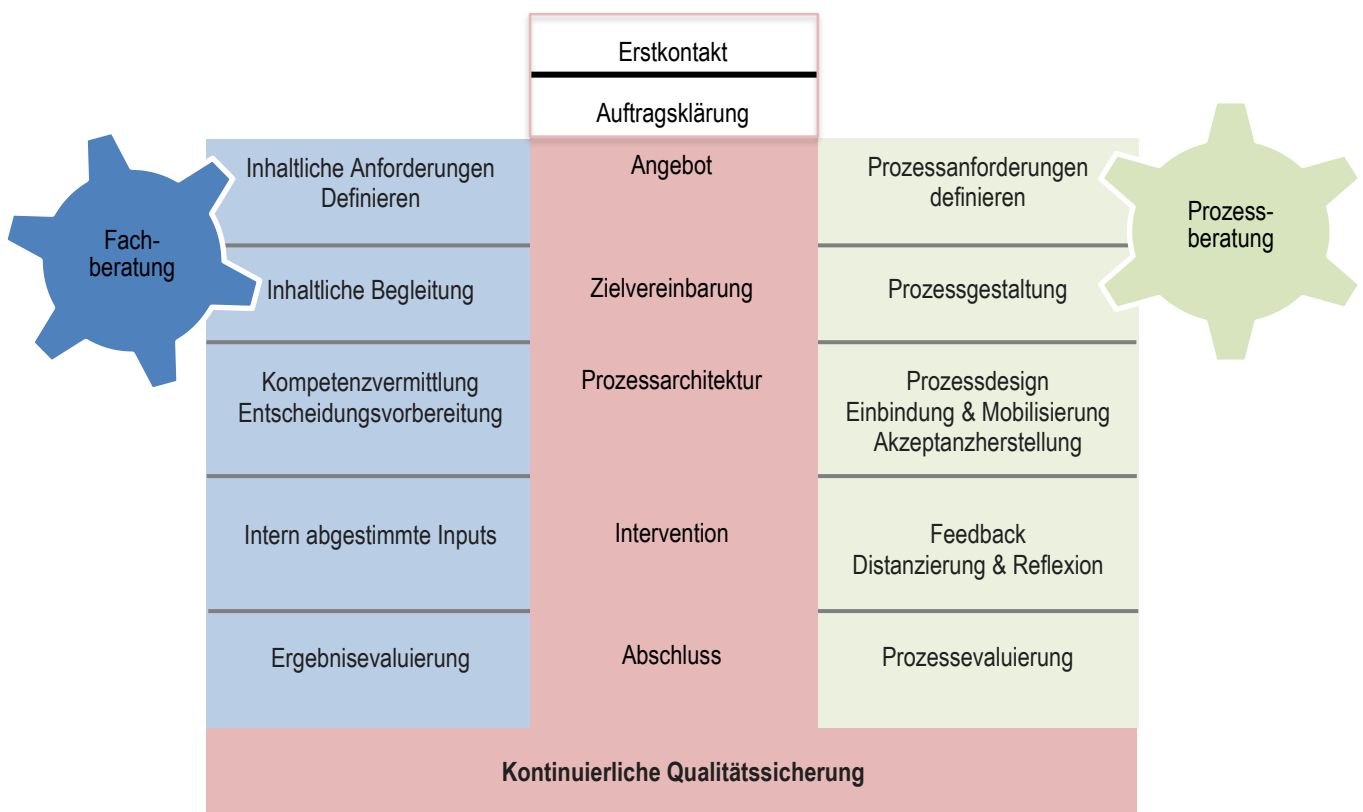 Erstkontakt
Auftragsklärung
Fach-
beratung
Prozess-
beratung
Inhaltliche Anforderungen
Definieren
Angebot
Prozessanforderungen
definieren
Inhaltliche Begleitung
Zielvereinbarung
Prozessgestaltung
Kompetenzvermittlung
Entscheidungsvorbereitung
Prozessarchitektur
Prozessdesign
Einbindung & Mobilisierung
Akzeptanzherstellung
Intern abgestimmte Inputs
Intervention
Feedback
Distanzierung & Reflexion
Ergebnisevaluierung
Abschluss
Prozessevaluierung
Kontinuierliche Qualitätssicherung